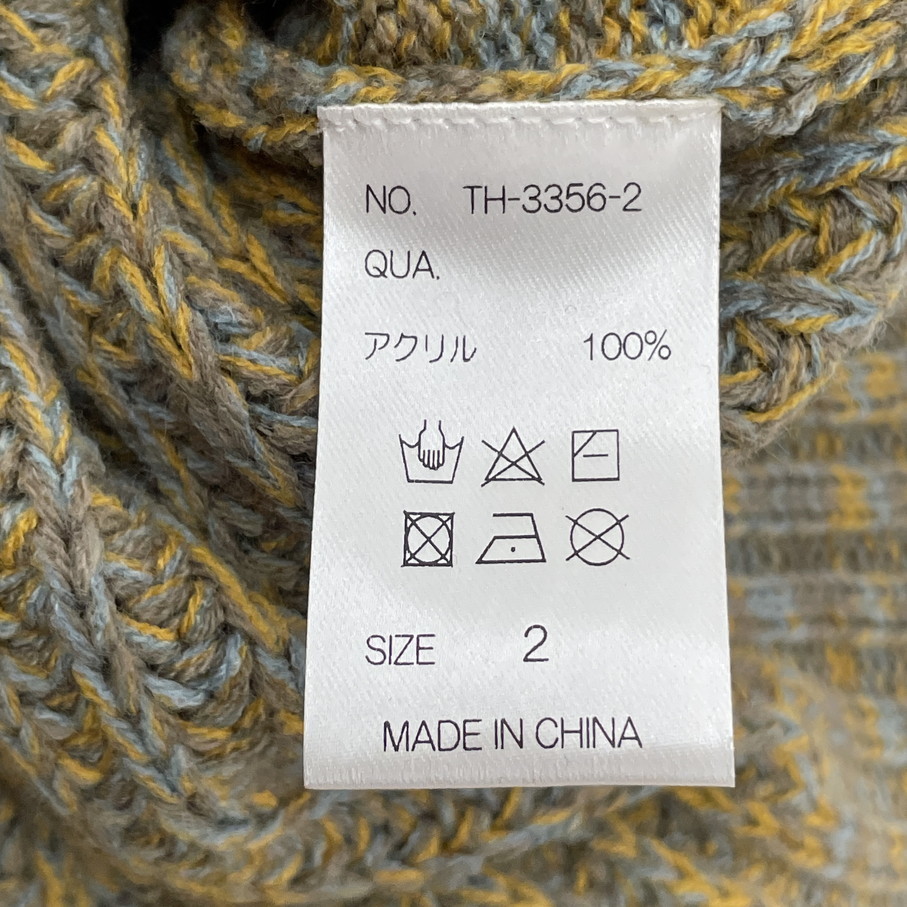 NO. TH-3356-2
QUA.
アクリル 100%
SIZE 2
MADE IN CHINA